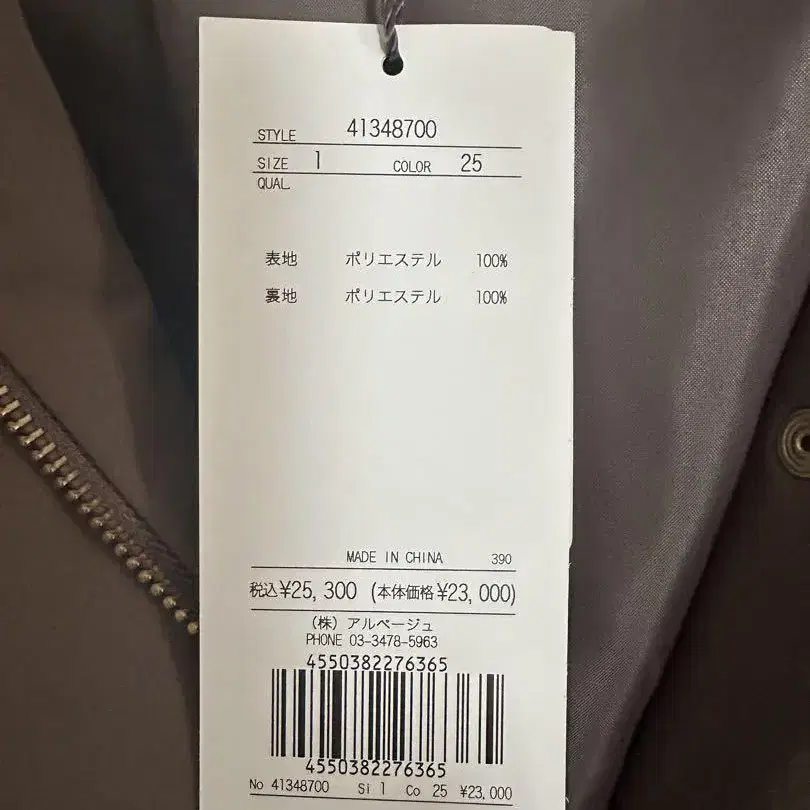 STYLE 41348700
SIZE 1 COLOR 25
QUAL.
表地 ポリエステル 100%
裏地 ポリエステル 100%
MADE IN CHINA 390
税込¥25,300 (本体価格¥23,000)
(株) アルページュ
PHONE 03-3478-5963
4550382276365
4550382276365
No 41348700 Si 1 Co 25 ¥23,000